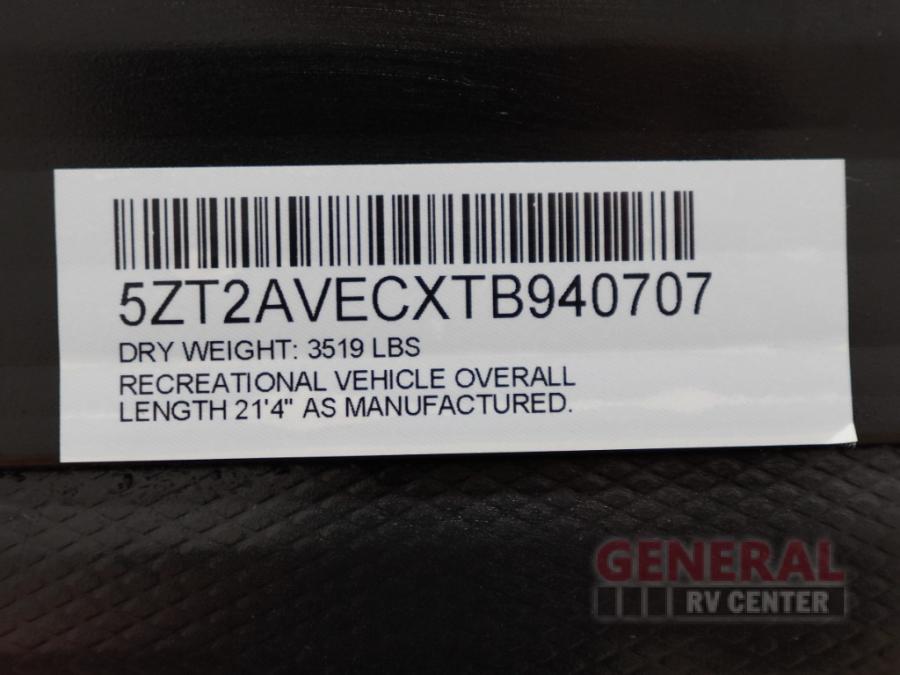 5ZT2AVECXTB940707
DRY WEIGHT: 3519 LBS
RECREATIONAL VEHICLE OVERALL
LENGTH 21'4" AS MANUFACTURED.
GENERAL
RV CENTER